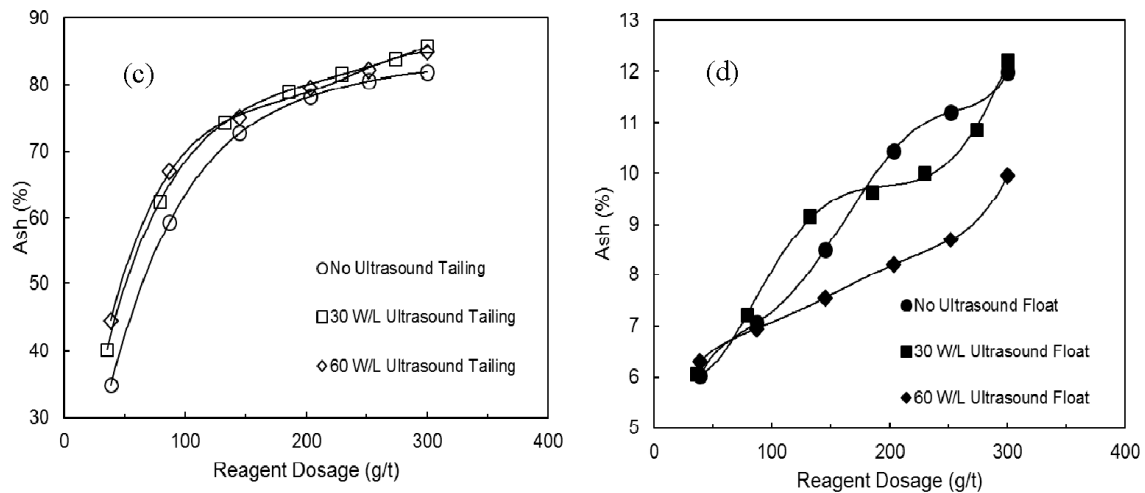 90
80
70
60
50
40
30
Ash (%)
(c)
No Ultrasound Tailing
30 W/L Ultrasound Tailing
60 W/L Ultrasound Tailing
0 100 200 300 400
Reagent Dosage (g/t)
13
12
11
10
9
8
7
6
5
Ash (%)
(d)
No Ultrasound Float
30 W/L Ultrasound Float
60 W/L Ultrasound Float
0 100 200 300 400
Reagent Dosage (g/t)